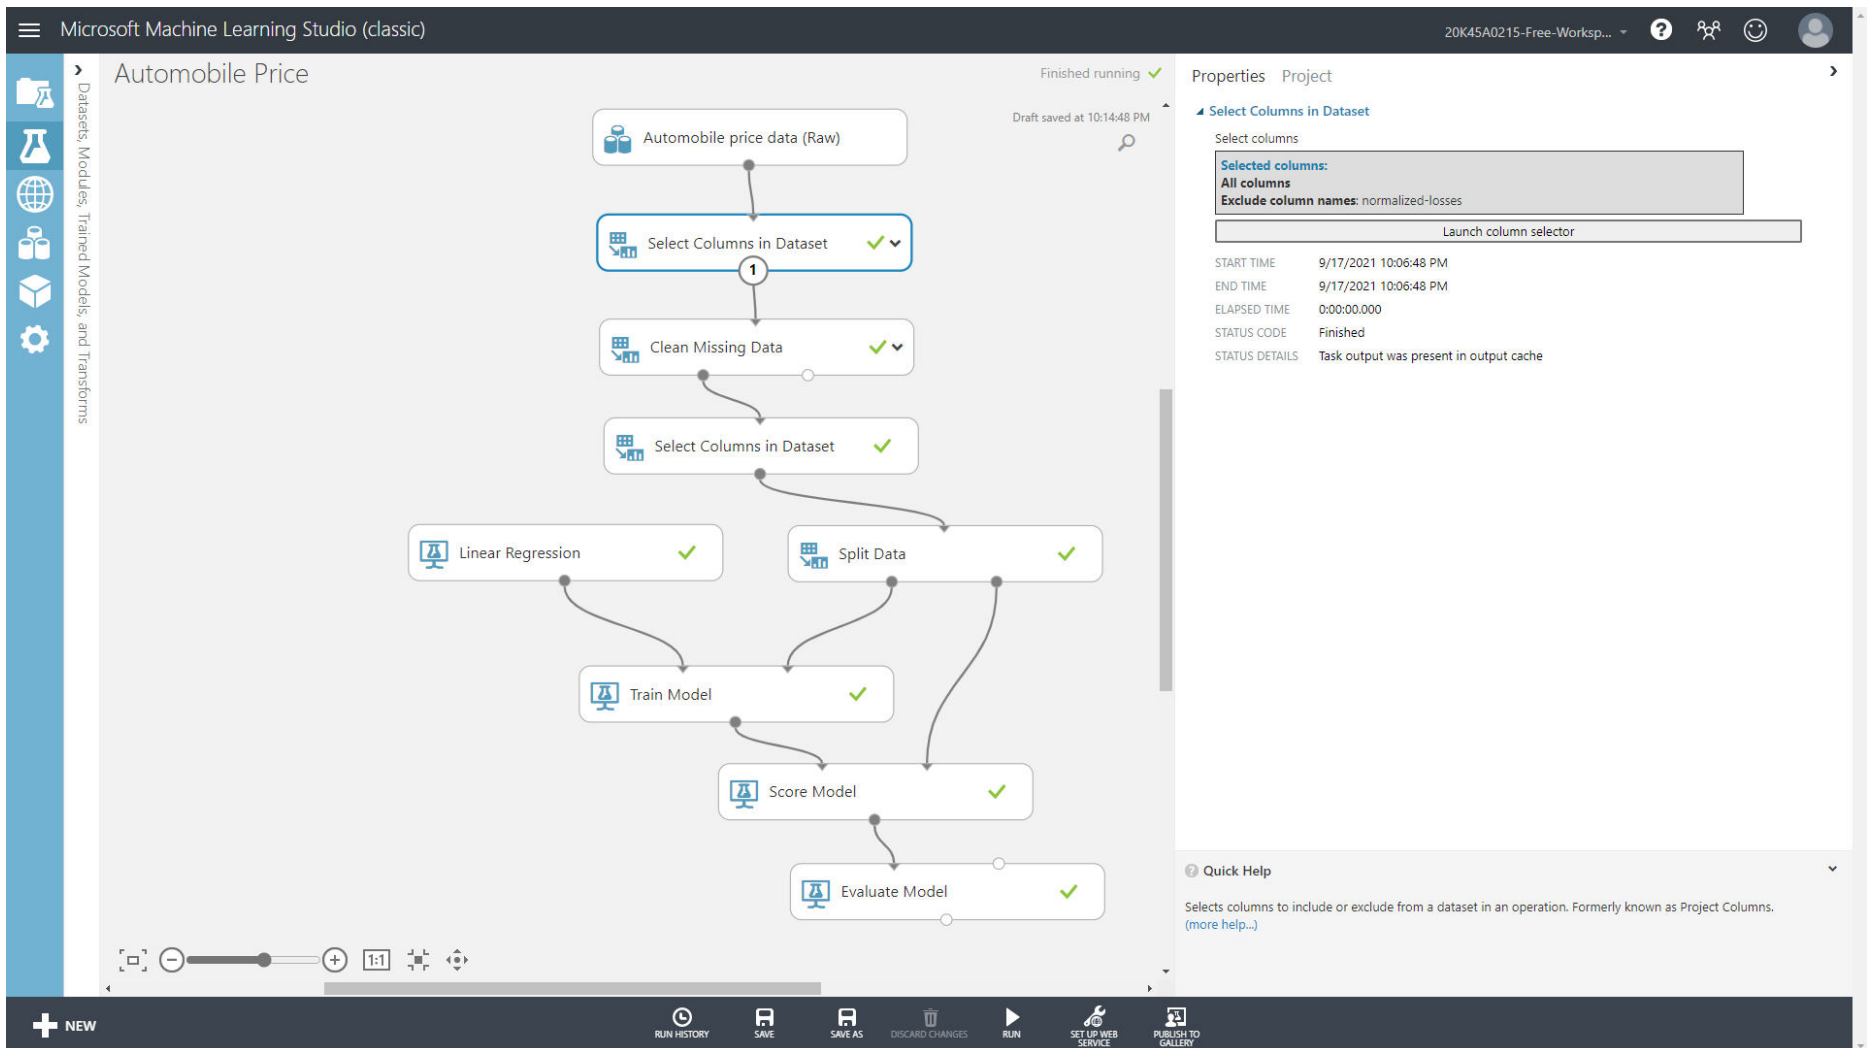 Microsoft Machine Learning Studio (classic)
20K45A0215-Free-Worksp...
Datasets, Modules, Trained Models, and Transforms
Automobile Price
Finished running
Draft saved at 10:14:48 PM
Automobile price data (Raw)
Select Columns in Dataset
1
Clean Missing Data
Select Columns in Dataset
Linear Regression
Split Data
Train Model
Score Model
Evaluate Model
1:1
Properties Project
Select Columns in Dataset
Select columns
Selected columns:
All columns
Exclude column names: normalized-losses
Launch column selector
START TIME 9/17/2021 10:06:48 PM
END TIME 9/17/2021 10:06:48 PM
ELAPSED TIME 0:00:00.000
STATUS CODE Finished
STATUS DETAILS Task output was present in output cache
Quick Help
Selects columns to include or exclude from a dataset in an operation. Formerly known as Project Columns.
(more help...)
NEW
RUN HISTORY
SAVE
SAVE AS
DISCARD CHANGES
RUN
SET UP WEB
SERVICE
PUBLISH TO
GALLERY